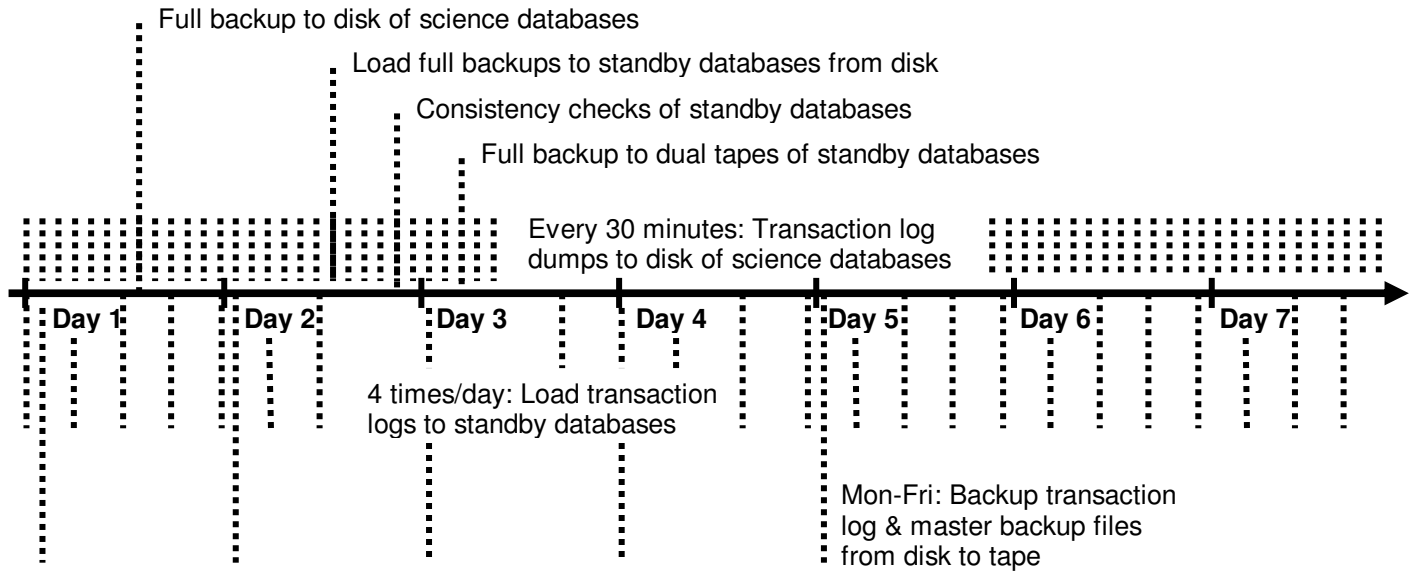 Full backup to disk of science databases
Load full backups to standby databases from disk
Consistency checks of standby databases
Full backup to dual tapes of standby databases
Every 30 minutes: Transaction log
dumps to disk of science databases
Day 1
Day 2
Day 3
Day 4
Day 5
Day 6
Day 7
4 times/day: Load transaction
logs to standby databases
Mon-Fri: Backup transaction
log & master backup files
from disk to tape